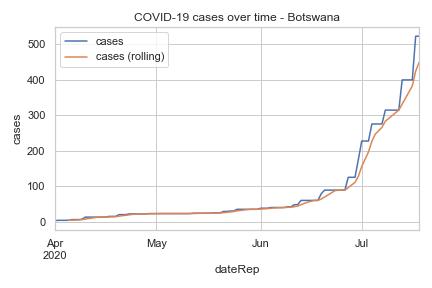 COVID-19 cases over time - Botswana
cases
cases (rolling)
500
400
300
200
100
0
cases
Apr
2020
May
Jun
Jul
dateRep